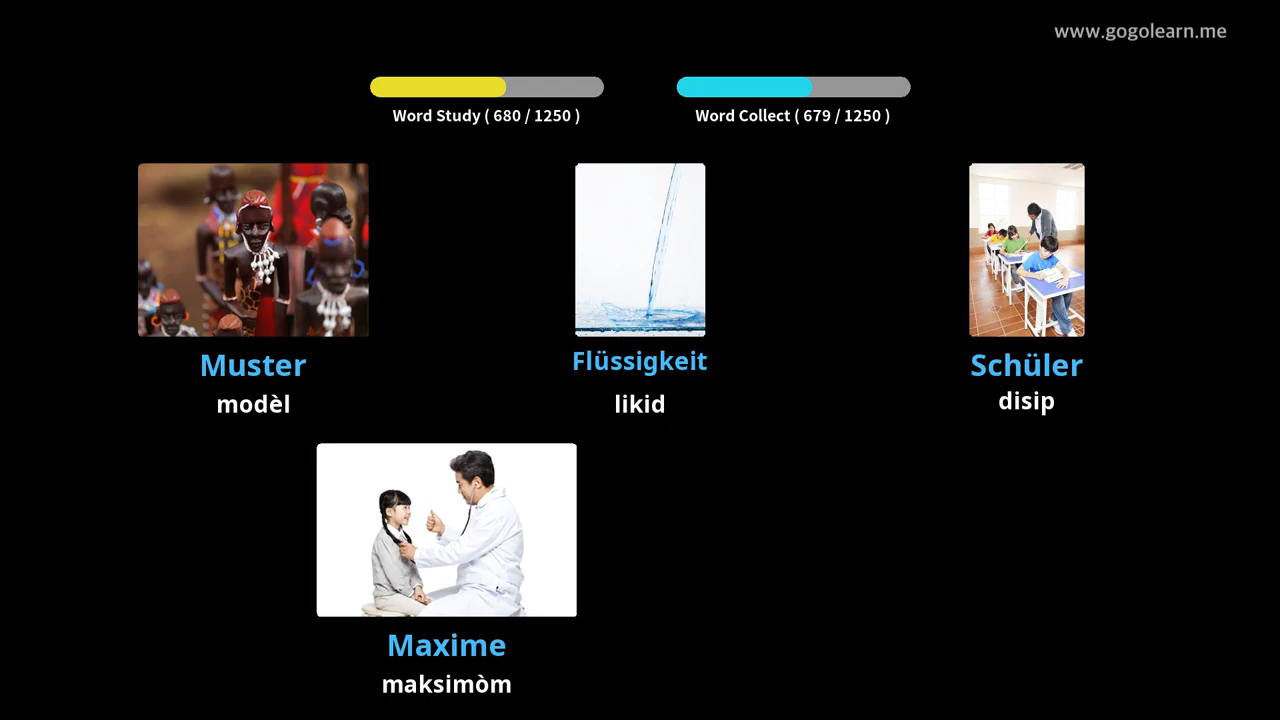 www.gogolearn.me
Word Study ( 680 / 1250 )
Word Collect ( 679 / 1250 )
Muster
modèl
Flüssigkeit
likid
Schüler
disip
Maxime
maksimòm